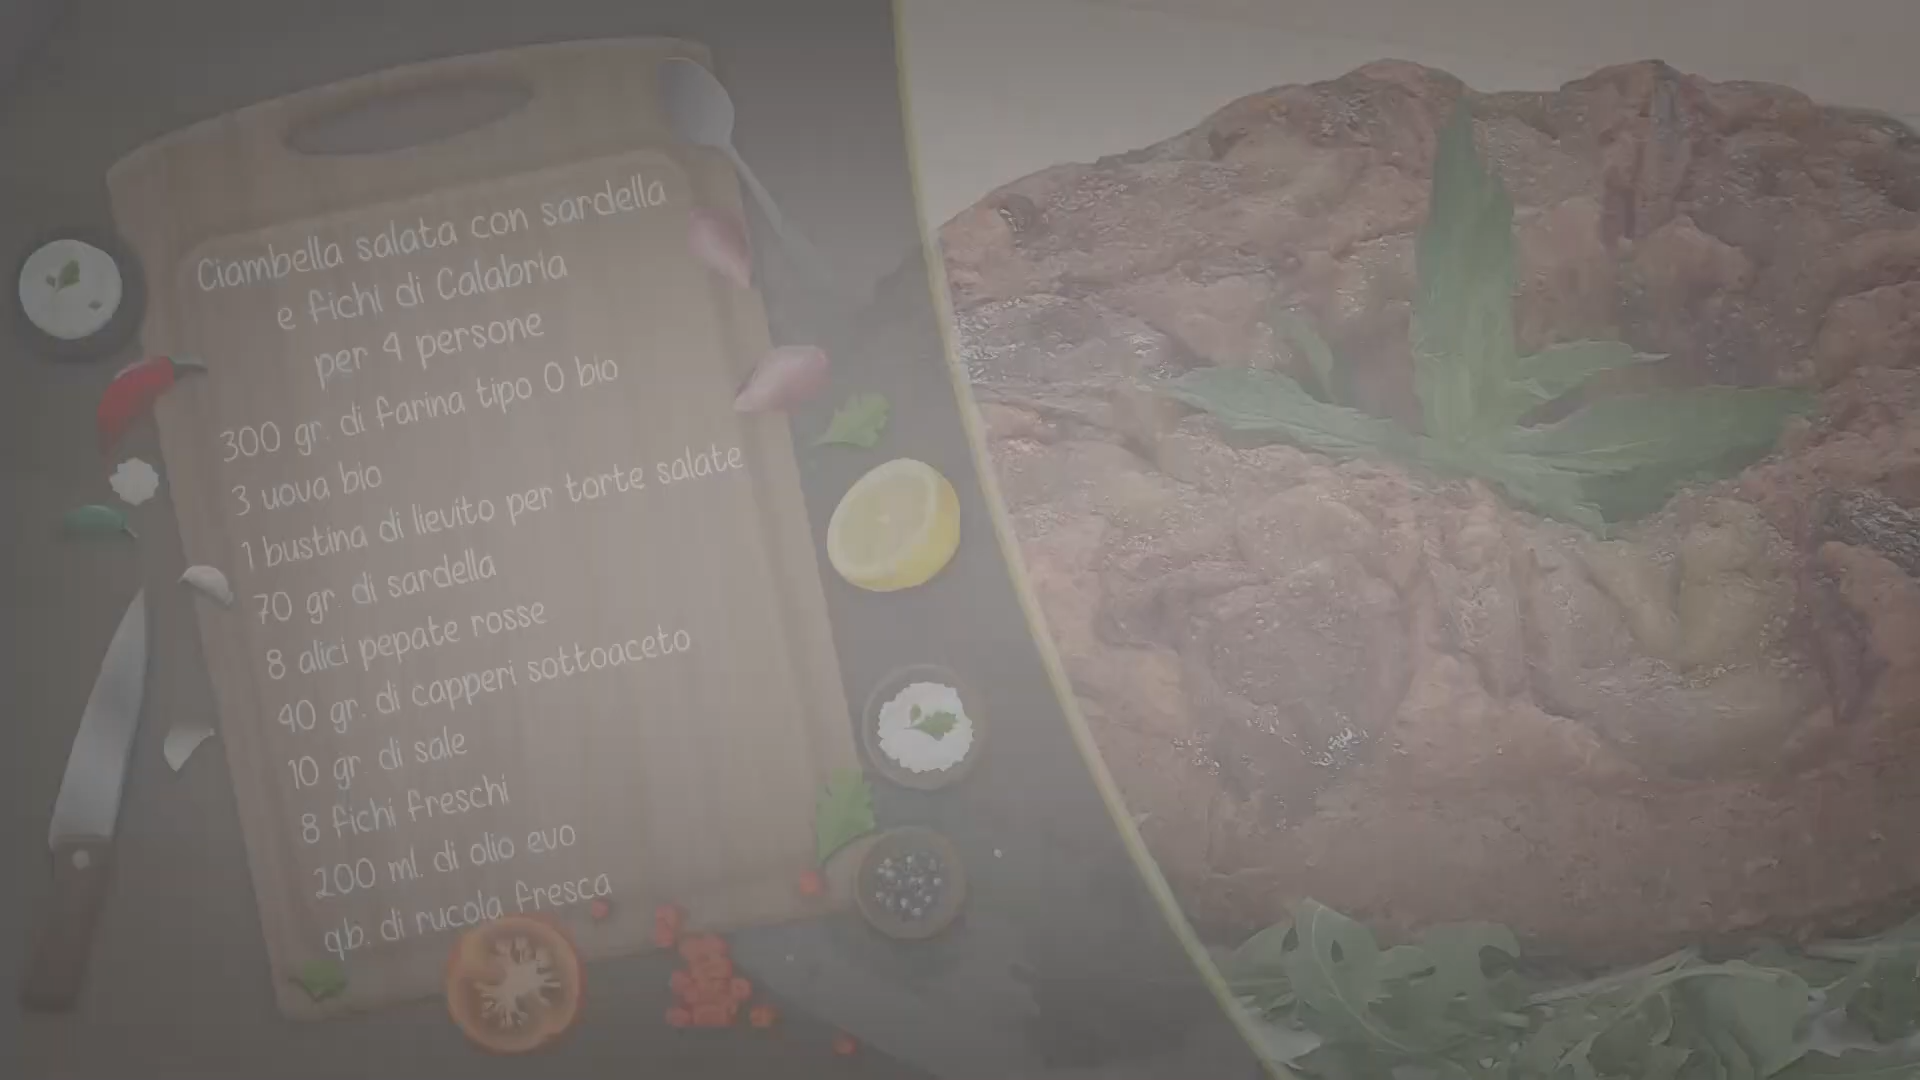 Ciambella salata con sardella
e fichi di Calabria
per 4 persone
300 gr. di farina tipo 0 bio
3 uova bio
1 bustina di lievito per torte salate
70 gr. di sardella
8 alici pepate rosse
40 gr. di capperi sottoaceto
10 gr. di sale
8 fichi freschi
200 ml. di olio evo
q.b. di rucola fresca